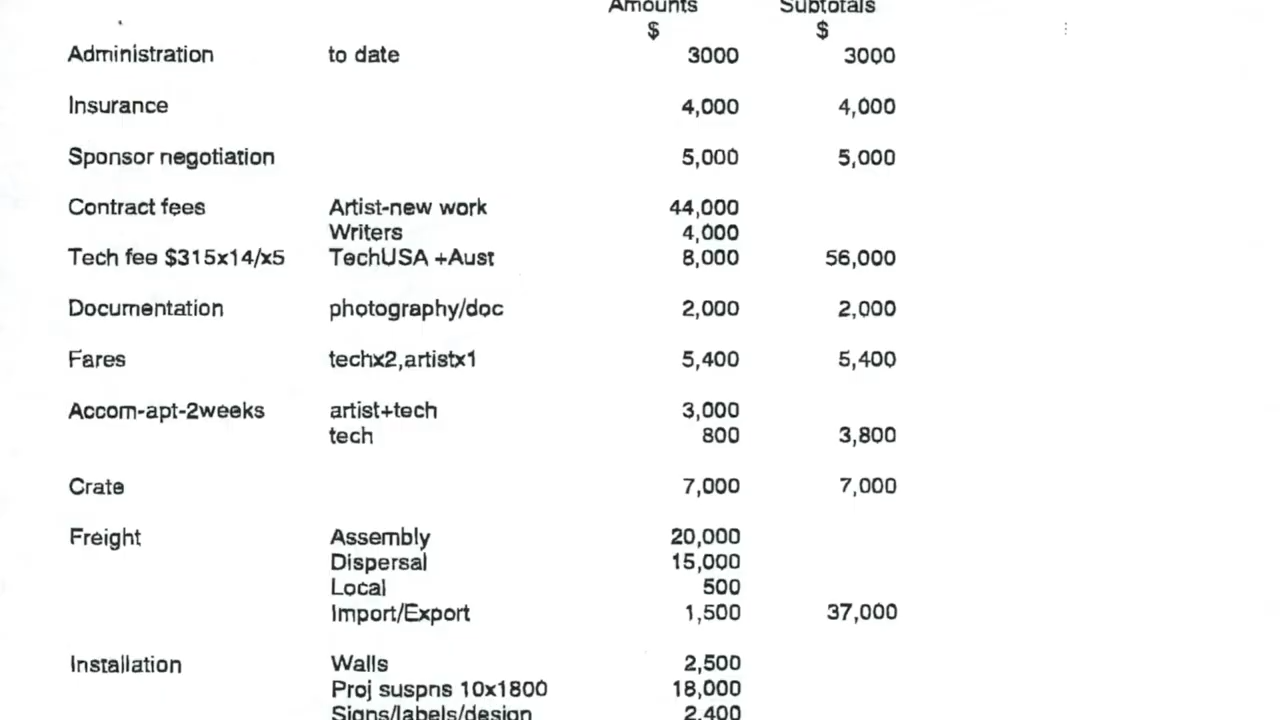 Amounts Subtotals
$ $
Administration to date 3000 3000
Insurance 4,000 4,000
Sponsor negotiation 5,000 5,000
Contract fees Artist-new work 44,000
Writers 4,000
Tech fee $315x14/x5 TechUSA +Aust 8,000 56,000
Documentation photography/doc 2,000 2,000
Fares techx2,artistx1 5,400 5,400
Accom-apt-2weeks artist+tech 3,000
tech 800 3,800
Crate 7,000 7,000
Freight Assembly 20,000
Dispersal 15,000
Local 500
Import/Export 1,500 37,000
Installation Walls 2,500
Proj suspns 10x1800 18,000
Signs/labels/design 2,400